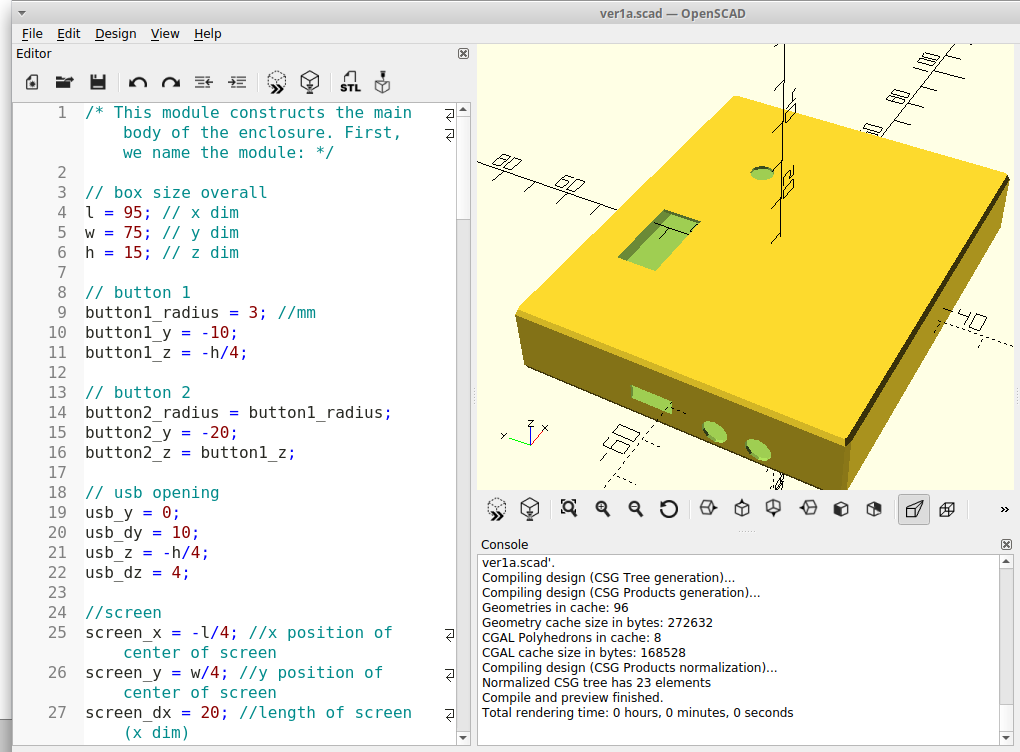 ver1a.scad — OpenSCAD
File Edit Design View Help
Editor
STL
1 /* This module constructs the main
body of the enclosure. First,
we name the module: */
2
3 // box size overall
4 l = 95; // x dim
5 w = 75; // y dim
6 h = 15; // z dim
7
8 // button 1
9 button1_radius = 3; //mm
10 button1_y = -10;
11 button1_z = -h/4;
12
13 // button 2
14 button2_radius = button1_radius;
15 button2_y = -20;
16 button2_z = button1_z;
17
18 // usb opening
19 usb_y = 0;
20 usb_dy = 10;
21 usb_z = -h/4;
22 usb_dz = 4;
23
24 //screen
25 screen_x = -l/4; //x position of
center of screen
26 screen_y = w/4; //y position of
center of screen
27 screen_dx = 20; //length of screen
(x dim)
80
60
z
x
y
»
Console
ver1a.scad'.
Compiling design (CSG Tree generation)...
Compiling design (CSG Products generation)...
Geometries in cache: 96
Geometry cache size in bytes: 272632
CGAL Polyhedrons in cache: 8
CGAL cache size in bytes: 168528
Compiling design (CSG Products normalization)...
Normalized CSG tree has 23 elements
Compile and preview finished.
Total rendering time: 0 hours, 0 minutes, 0 seconds